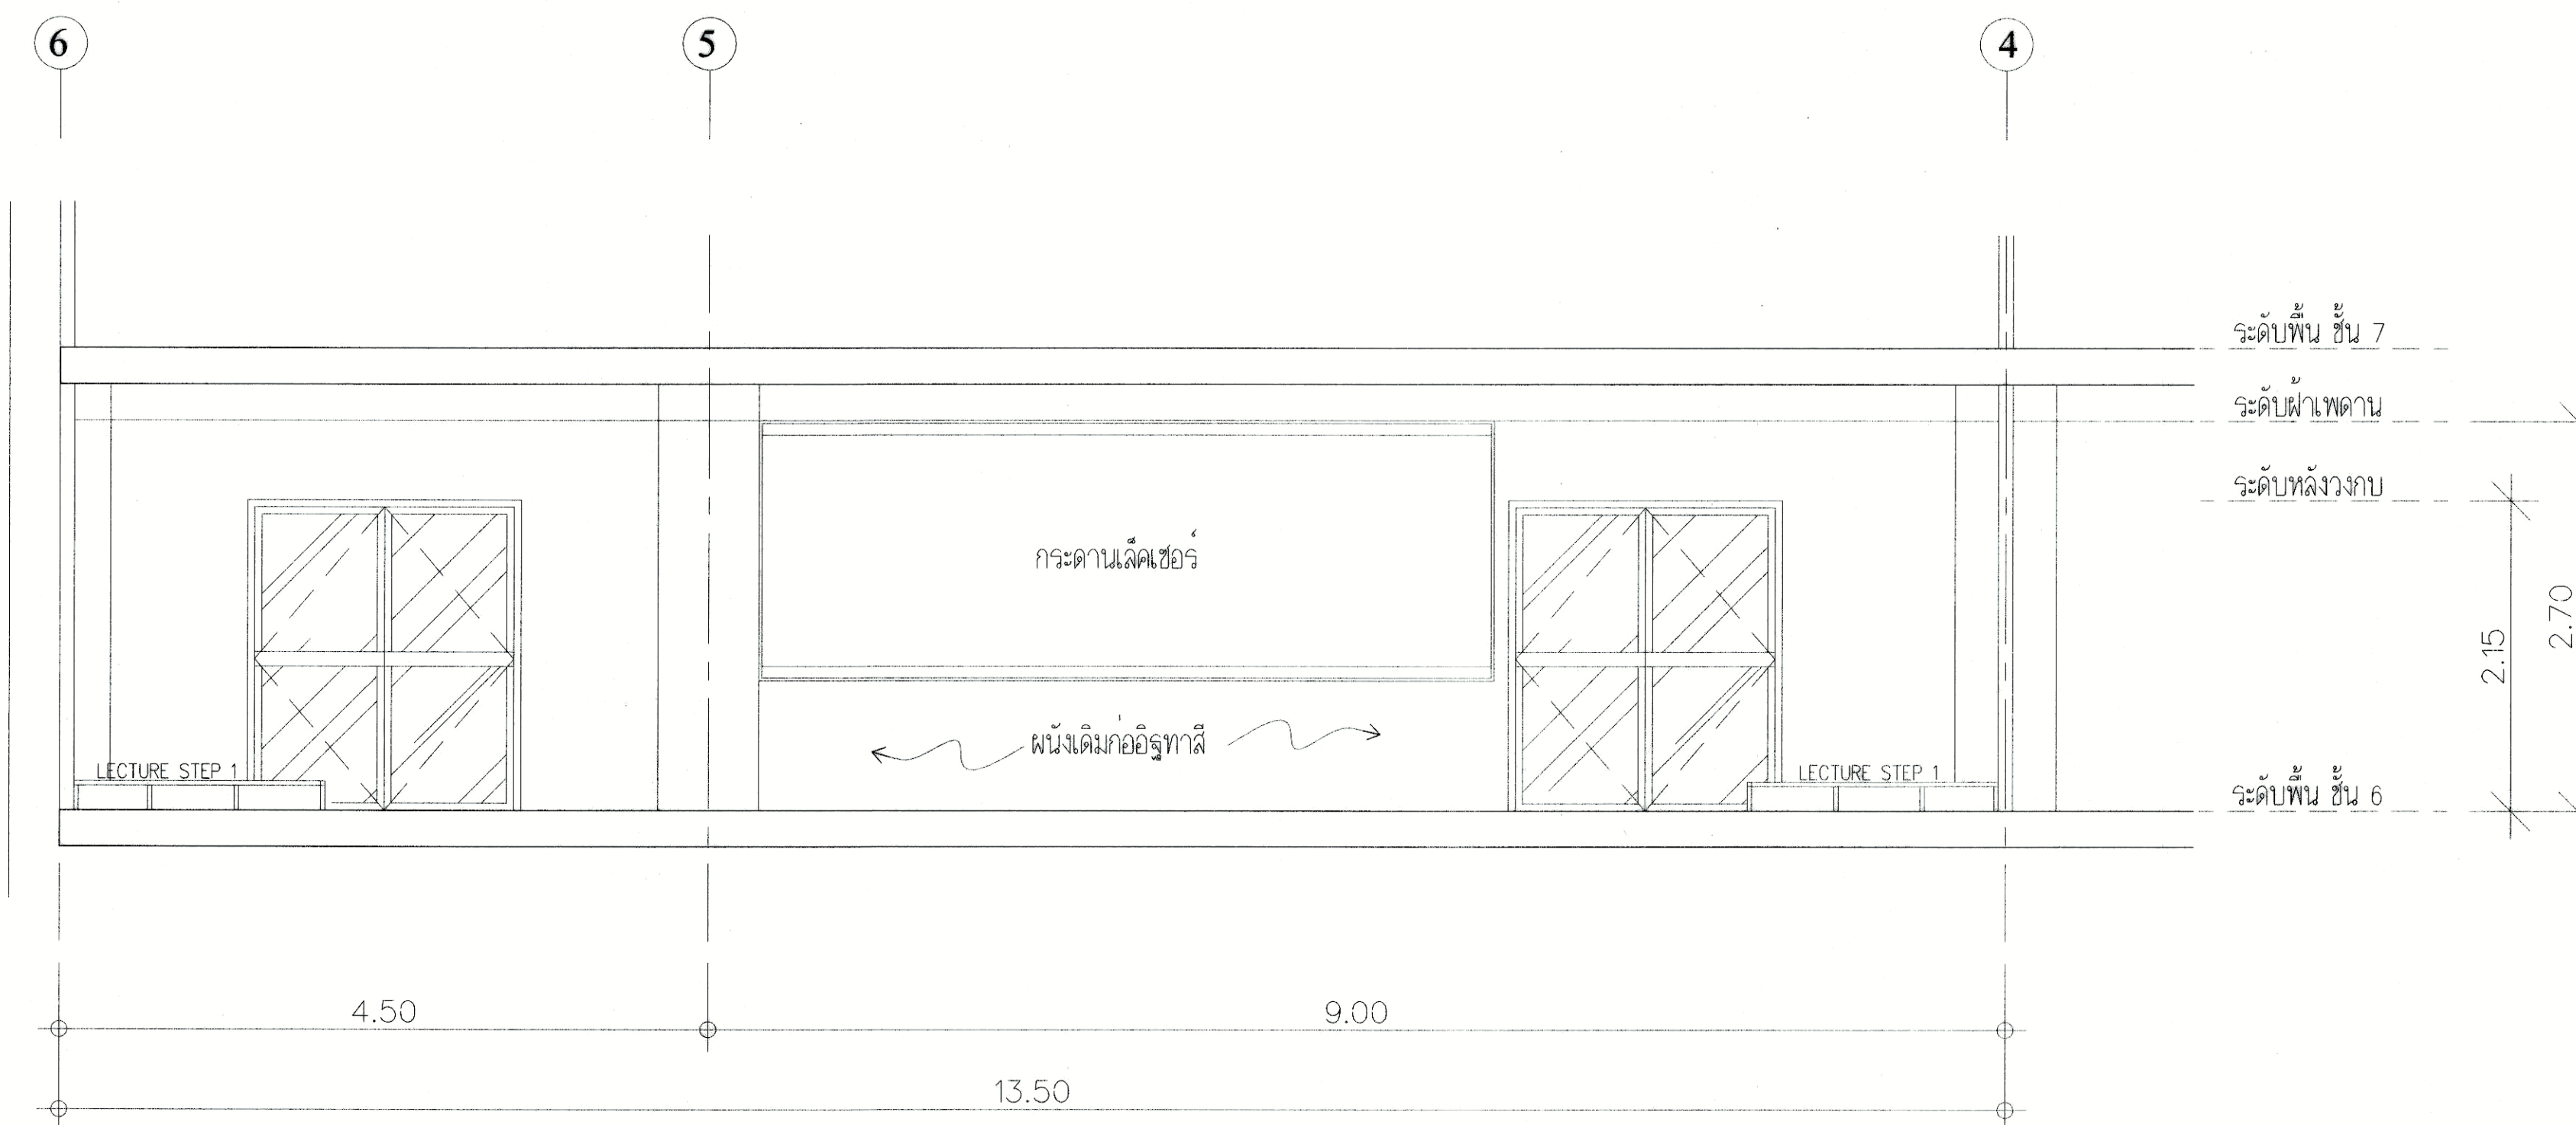 6
5
4
ระดับพื้น ชั้น 7
ระดับฝ้าเพดาน
ระดับหลังวงกบ
กระดานเล็คเชอร์
2.70
2.15
ผนังเดิมก่ออิฐทาสี
LECTURE STEP 1
LECTURE STEP 1
ระดับพื้น ชั้น 6
4.50
9.00
13.50